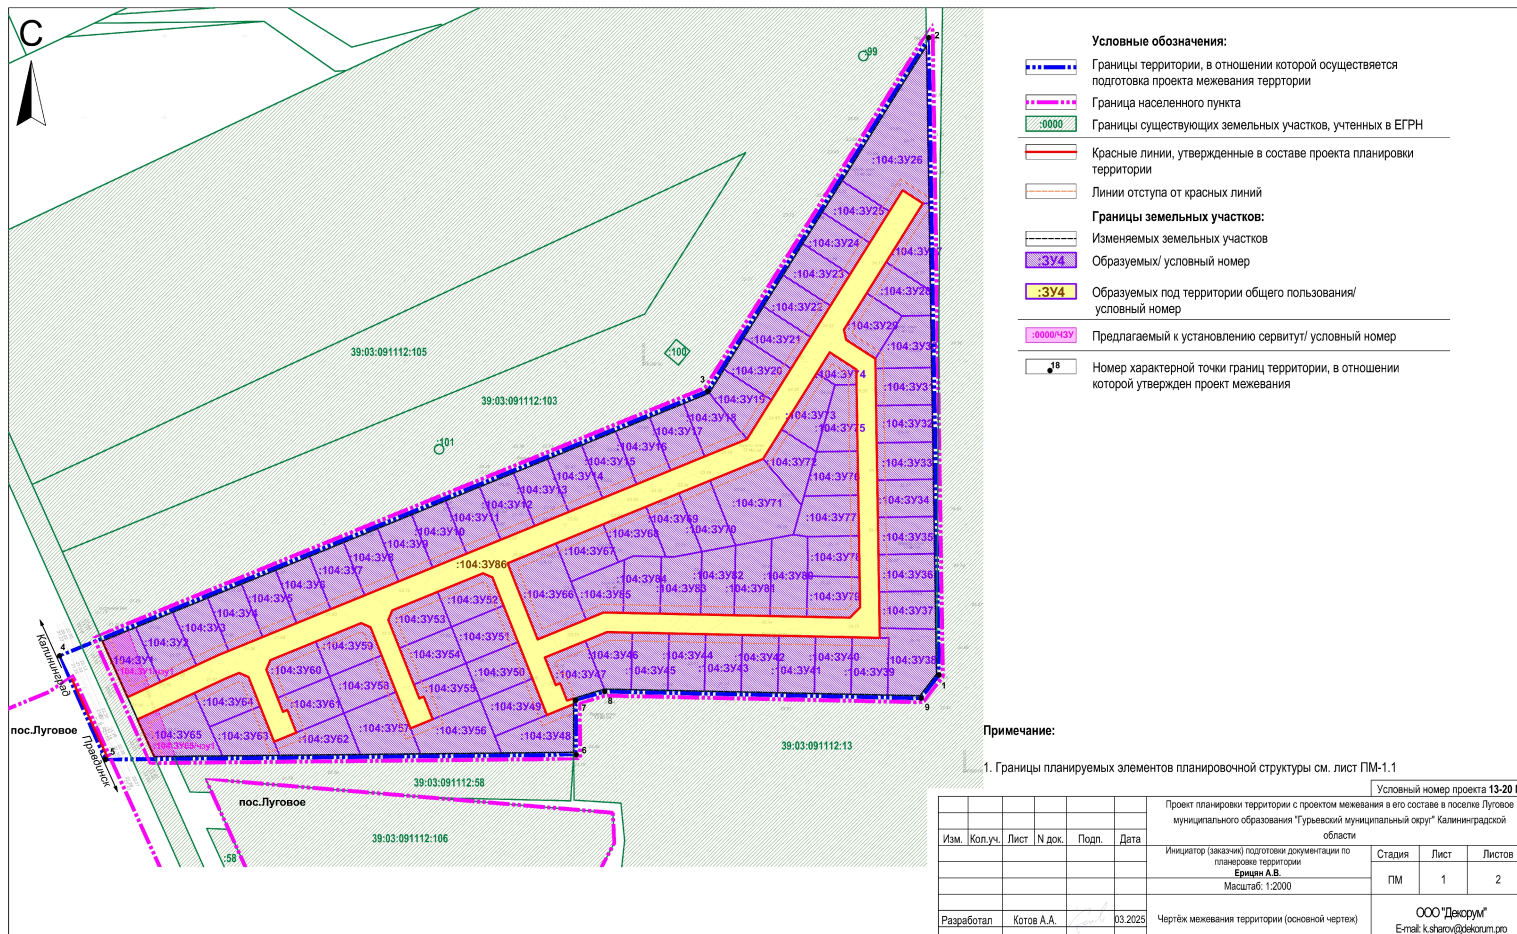 С
Условные обозначения:
Границы территории, в отношении которой осуществяется
подготовка проекта межевания терртории
Граница населенного пункта
:0000
Границы существующих земельных участков, учтенных в ЕГРН
Красные линии, утвержденные в составе проекта планировки
территории
Линии отступа от красных линий
Границы земельных участков:
Изменяемых земельных участков
:ЗУ4
Образуемых/ условный номер
:ЗУ4
Образуемых под территории общего пользования/
условный номер
:0000/ЧЗУ
Предлагаемый к установлению сервитут/ условный номер
18
Номер характерной точки границ территории, в отношении
которой утвержден проект межевания
2
:99
:104:ЗУ26
:104:ЗУ25
:104:ЗУ24
:104:ЗУ23
:104:ЗУ28
:104:ЗУ22
:104:ЗУ29
:104:ЗУ21
39:03:091112:105
:100
:104:ЗУ20
:104:ЗУ74
3
:104:ЗУ31
39:03:091112:103
:104:ЗУ19
:104:ЗУ18
:104:ЗУ73
:104:ЗУ75
:104:ЗУ32
:101
:104:ЗУ17
:104:ЗУ16
:104:ЗУ15
:104:ЗУ72
:104:ЗУ33
:104:ЗУ14
:104:ЗУ76
:104:ЗУ13
:104:ЗУ12
:104:ЗУ71
:104:ЗУ34
:104:ЗУ11
:104:ЗУ69
:104:ЗУ77
:104:ЗУ10
:104:ЗУ68
:104:ЗУ70
:104:ЗУ35
:104:ЗУ9
:104:ЗУ67
:104:ЗУ78
:104:ЗУ8
:104:ЗУ86
:104:ЗУ7
:104:ЗУ84
:104:ЗУ82
:104:ЗУ80
:104:ЗУ36
:104:ЗУ6
:104:ЗУ83
:104:ЗУ81
:104:ЗУ5
:104:ЗУ52
:104:ЗУ66
:104:ЗУ85
:104:ЗУ79
:104:ЗУ4
:104:ЗУ53
:104:ЗУ37
:104:ЗУ3
:104:ЗУ51
:104:ЗУ2
:104:ЗУ59
:104:ЗУ54
:104:ЗУ46
:104:ЗУ44
:104:ЗУ42
:104:ЗУ40
:104:ЗУ38
4
Калининград
:104:ЗУ1
:104:ЗУ1/чзу1
:104:ЗУ60
:104:ЗУ50
:104:ЗУ47
:104:ЗУ45
:104:ЗУ43
:104:ЗУ41
:104:ЗУ39
:104:ЗУ58
:104:ЗУ55
1
:104:ЗУ64
:104:ЗУ61
:104:ЗУ49
7
8
9
пос.Луговое
:104:ЗУ65
:104:ЗУ63
:104:ЗУ62
:104:ЗУ57
:104:ЗУ56
:104:ЗУ48
:104:ЗУ65/чзу1
5
Правдинск
6
39:03:091112:13
39:03:091112:58
пос.Луговое
39:03:091112:106
:58
Примечание:
1. Границы планируемых элементов планировочной структуры см. лист ПМ-1.1
Условный номер проекта 13-20
Проект планировки территории с проектом межевания в его составе в поселке Луговое
муниципального образования "Гурьевский муниципальный округ" Калининградской
области
Изм. Кол.уч. Лист N док. Подп. Дата
Инициатор (заказчик) подготовки документации по
планеровке территории
Ерицян А.В.
Масштаб: 1:2000
Стадия Лист Листов
ПМ 1 2
Разработал Котов А.А. 03.2025
Чертёж межевания территории (основной чертеж)
ООО "Декорум"
E-mail: k.sharov@dekorum.pro